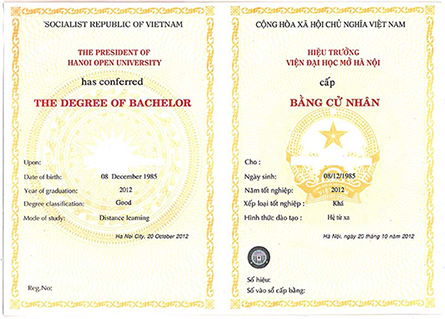 SOCIALIST REPUBLIC OF VIETNAM
THE PRESIDENT OF
HANOI OPEN UNIVERSITY
has conferred
THE DEGREE OF BACHELOR
Upon:
Date of birth: 08 December 1985
Year of graduation: 2012
Degree classification: Good
Mode of study: Distance learning
Ha Noi City, 20 October 2012
Reg.No:
CỘNG HÒA XÃ HỘI CHỦ NGHĨA VIỆT NAM
HIỆU TRƯỞNG
VIỆN ĐẠI HỌC MỞ HÀ NỘI
cấp
BẰNG CỬ NHÂN
Cho :
Ngày sinh: 08/12/1985
Năm tốt nghiệp: 2012
Xếp loại tốt nghiệp : Khá
Hình thức đào tạo: Hệ từ xa
Hà Nội, ngày 20 tháng 10 năm 2012
Số hiệu:
Số vào sổ cấp bằng: